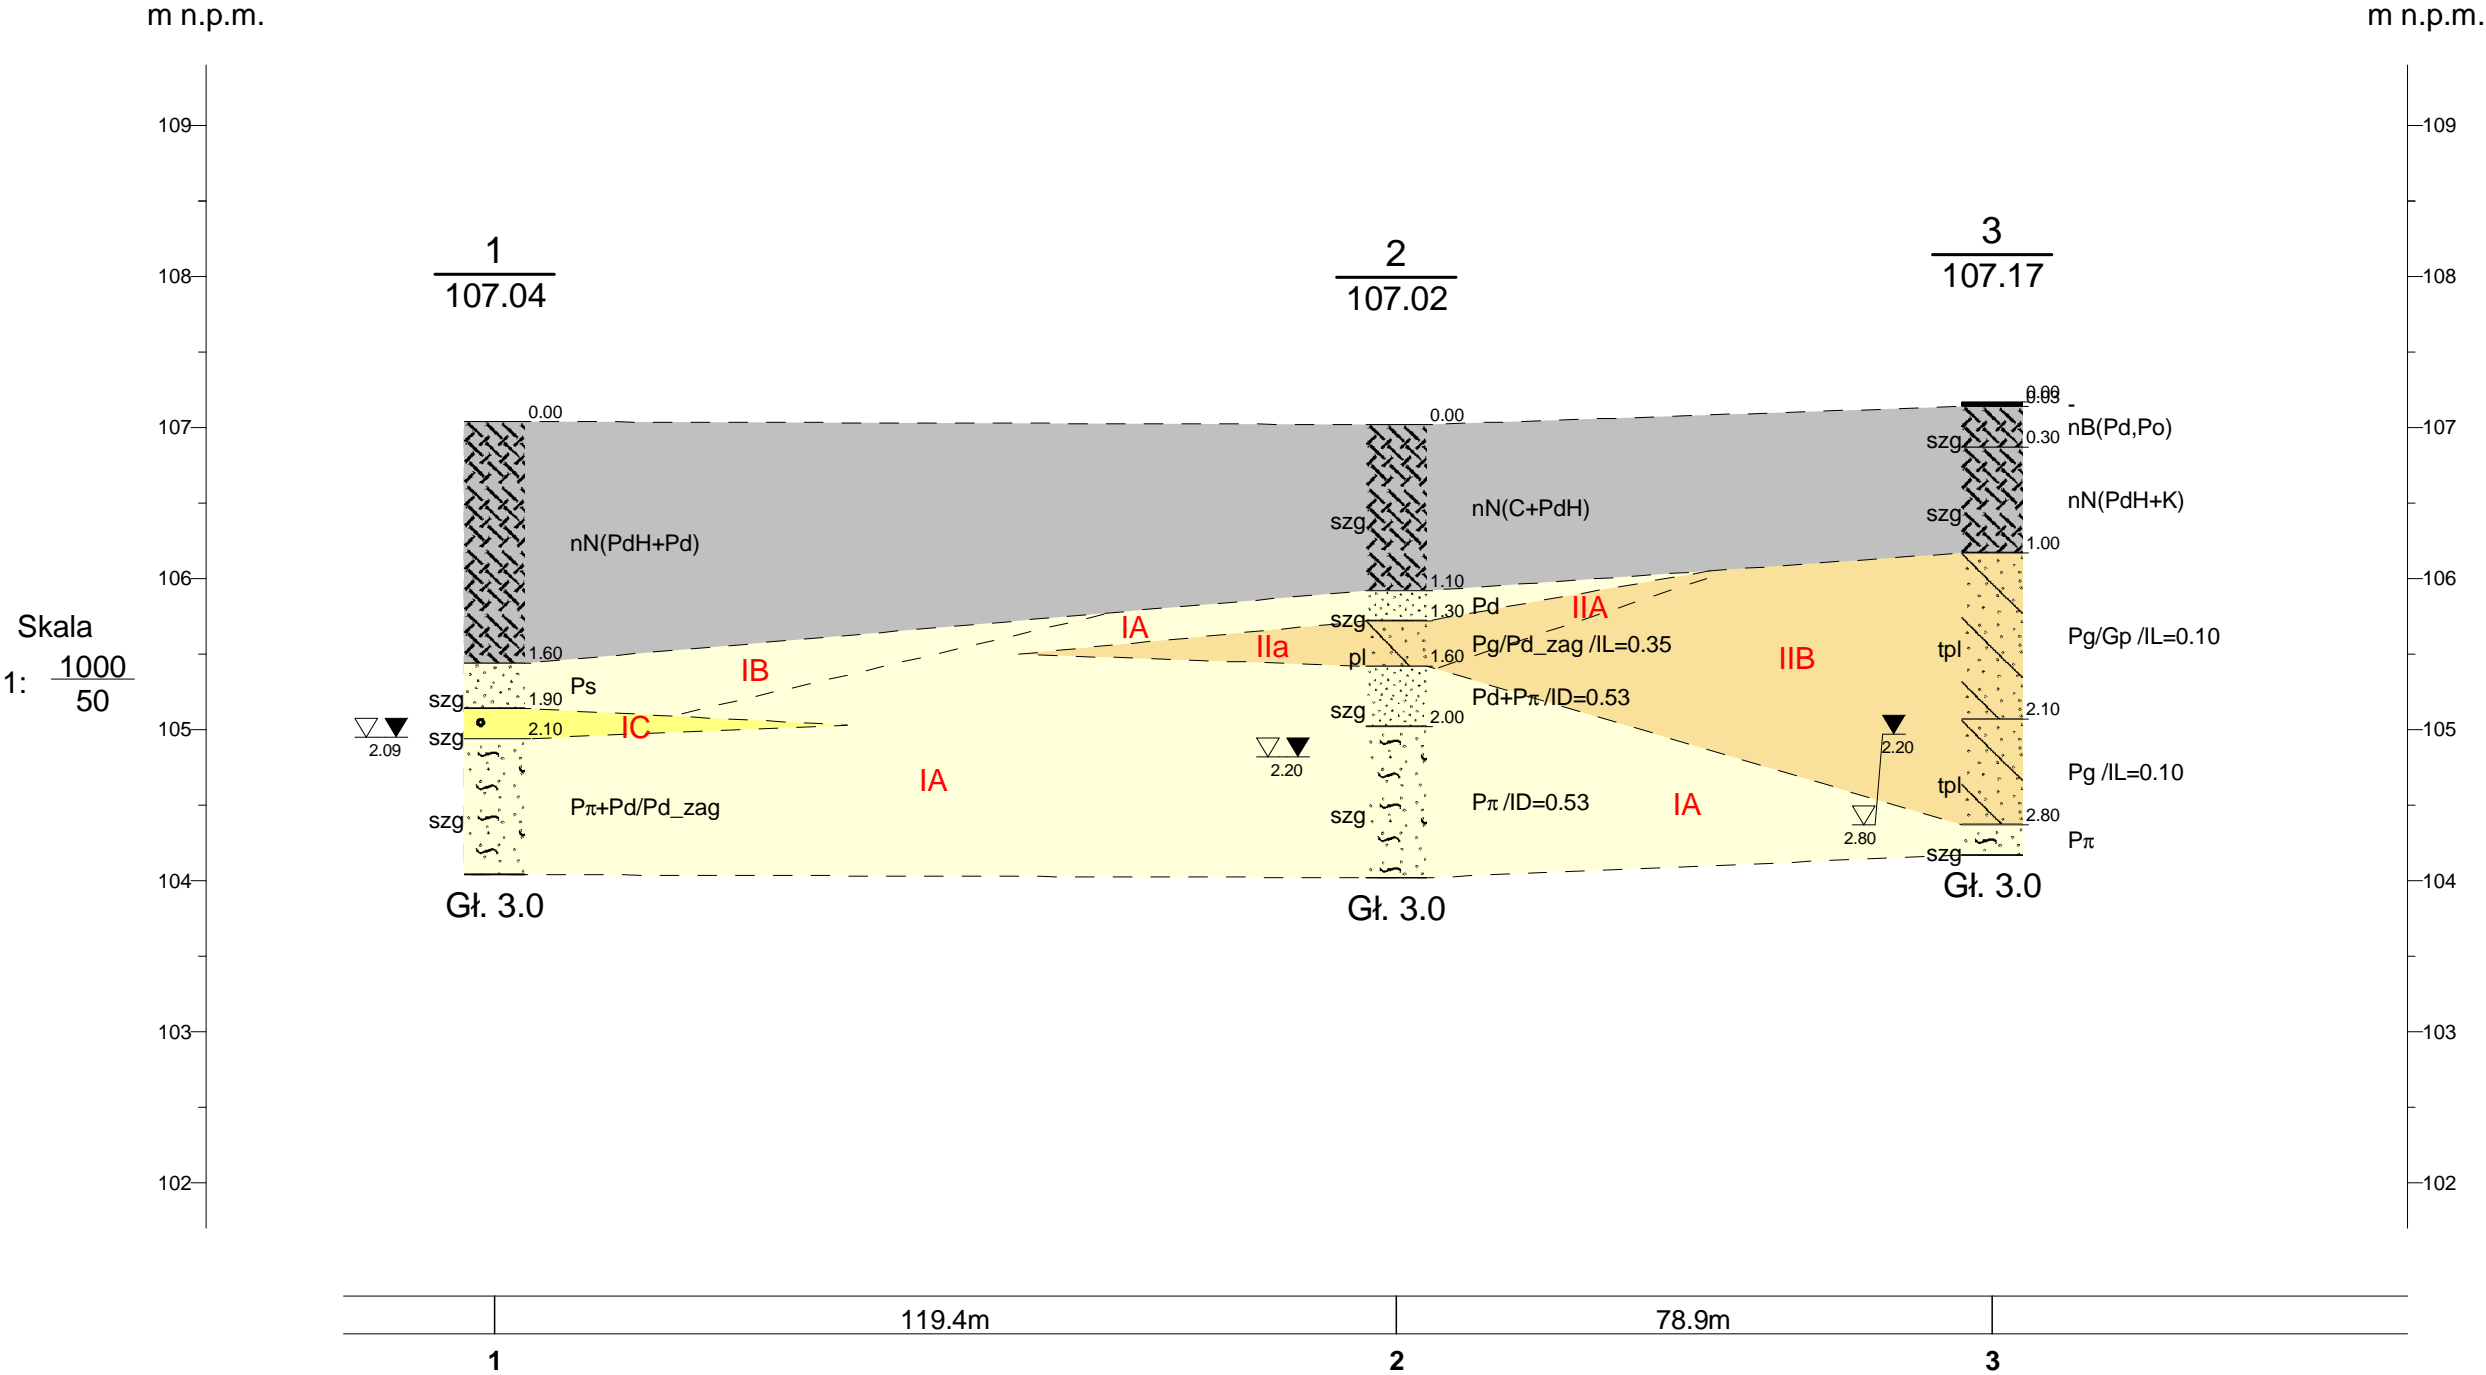 m n.p.m.
m n.p.m.
109
109
1
2
3
108
108
107.04
107.02
107.17
0.00
0.03
-
0.00
0.00
107
107
szg
0.30
nB(Pd,Po)
nN(PdH+Pd)
szg
nN(C+PdH)
szg
nN(PdH+K)
1.00
106
106
1.10
Skala
1: 1000
50
IA
szg
1.30
Pd
IIA
1.60
IB
IIa
pl
1.60
Pg/Pd_zag /IL=0.35
IIB
tpl
Pg/Gp /IL=0.10
Ps
szg
1.90
Pd+Pπ /ID=0.53
szg
2.00
2.10
105
105
2.09
szg
2.10
IC
2.20
2.20
IA
Pg /IL=0.10
tpl
szg
Pπ+Pd/Pd_zag
szg
Pπ /ID=0.53
IA
2.80
2.80
Pπ
szg
104
104
Gł. 3.0
Gł. 3.0
Gł. 3.0
103
103
102
102
119.4m
78.9m
1
2
3